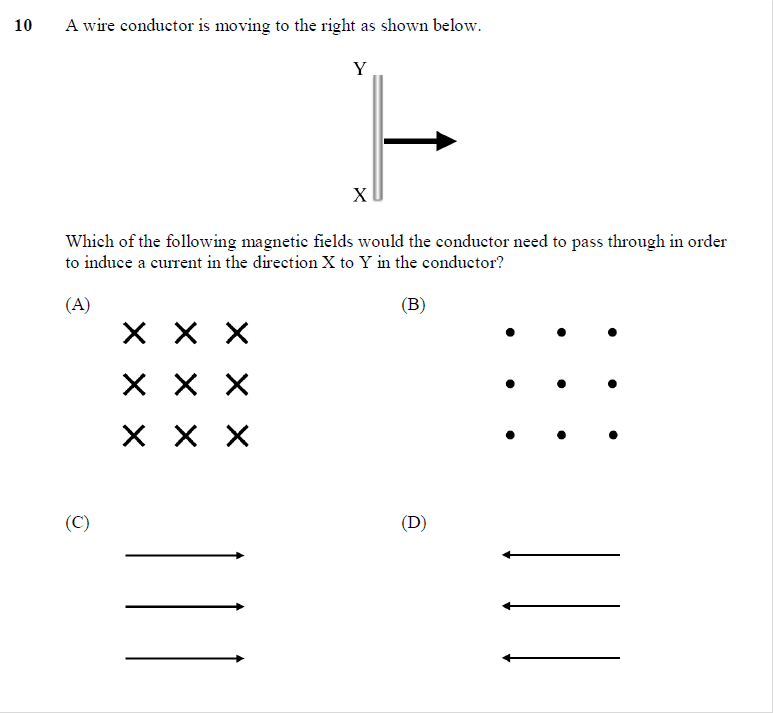 10 A wire conductor is moving to the right as shown below.
Y
X
Which of the following magnetic fields would the conductor need to pass through in order
to induce a current in the direction X to Y in the conductor?
(A) (B)
(C) (D)